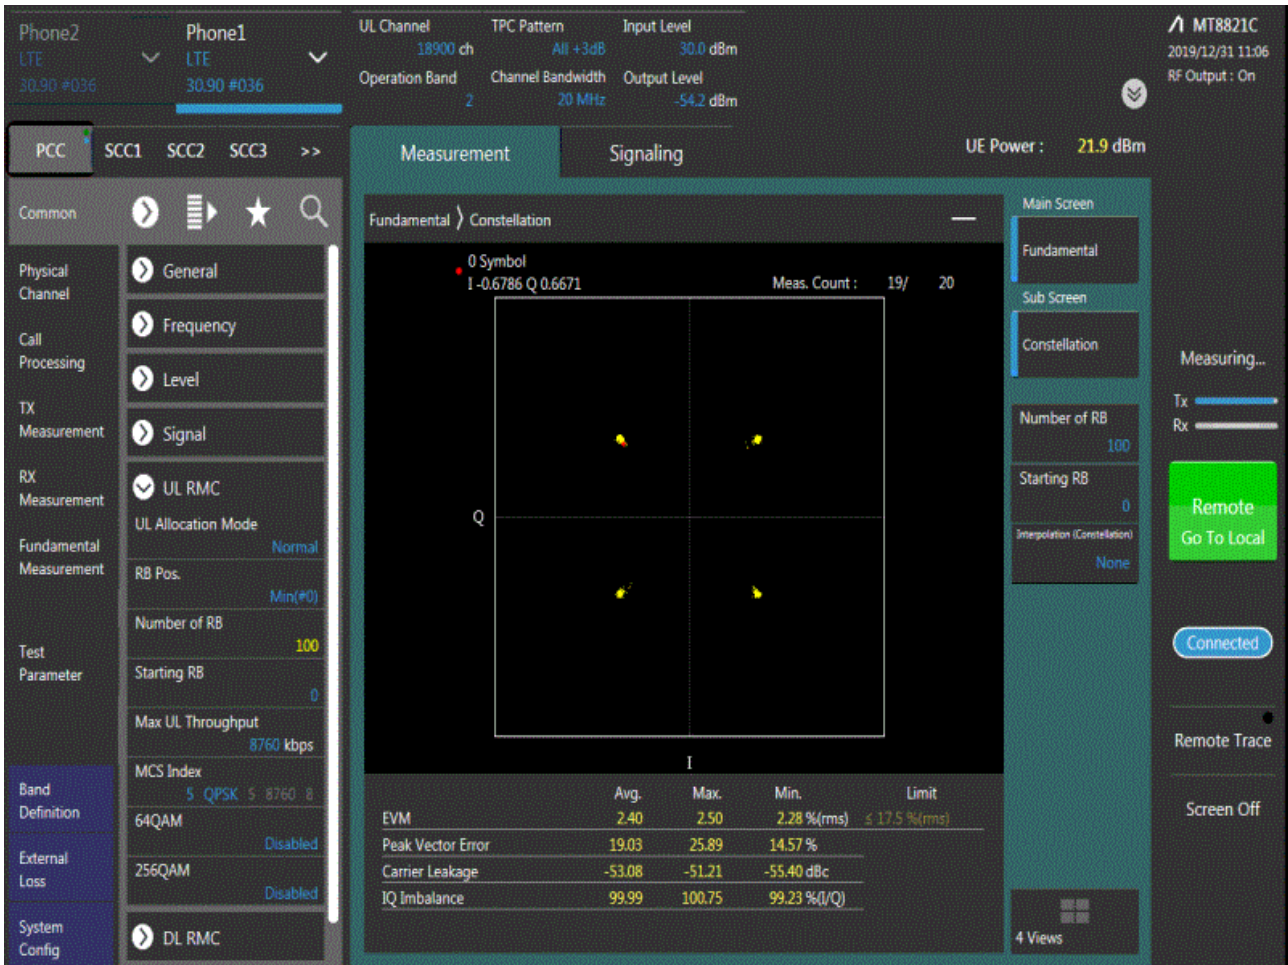 Phone2
LTE
30.90 #036
Phone1
LTE
30.90 #036
UL Channel
18900 ch
Operation Band
2
TPC Pattern
All +3dB
Channel Bandwidth
20 MHz
Input Level
30.0 dBm
Output Level
-54.2 dBm
MT8821C
2019/12/31 11:06
RF Output : On
PCC SCC1 SCC2 SCC3 >>
Measurement
Signaling
UE Power : 21.9 dBm
Common
Physical
Channel
Call
Processing
TX
Measurement
RX
Measurement
Fundamental
Measurement
Test
Parameter
Band
Definition
External
Loss
System
Config
General
Frequency
Level
Signal
UL RMC
UL Allocation Mode
Normal
RB Pos.
Min(#0)
Number of RB
100
Starting RB
0
Max UL Throughput
8760 kbps
MCS Index
5 QPSK 5 8760 8
64QAM
Disabled
256QAM
Disabled
DL RMC
Fundamental 〉 Constellation
0 Symbol
I -0.6786 Q 0.6671
Meas. Count : 19/ 20
Q
I
Avg. Max. Min. Limit
EVM 2.40 2.50 2.28 %(rms) ≤ 17.5 %(rms)
Peak Vector Error 19.03 25.89 14.57 %
Carrier Leakage -53.08 -51.21 -55.40 dBc
IQ Imbalance 99.99 100.75 99.23 %(I/Q)
Main Screen
Fundamental
Sub Screen
Constellation
Number of RB
100
Starting RB
0
Interpolation (Constellation)
None
4 Views
Measuring...
Tx
Rx
Remote
Go To Local
Connected
Remote Trace
Screen Off